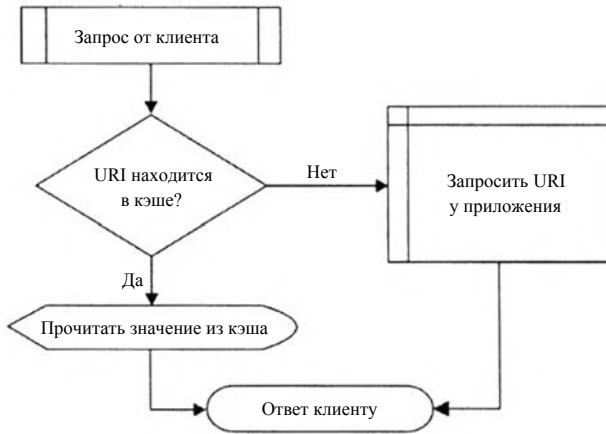 Запрос от клиента
URI находится
в кэше?
Нет
Запросить URI
у приложения
Да
Прочитать значение из кэша
Ответ клиенту